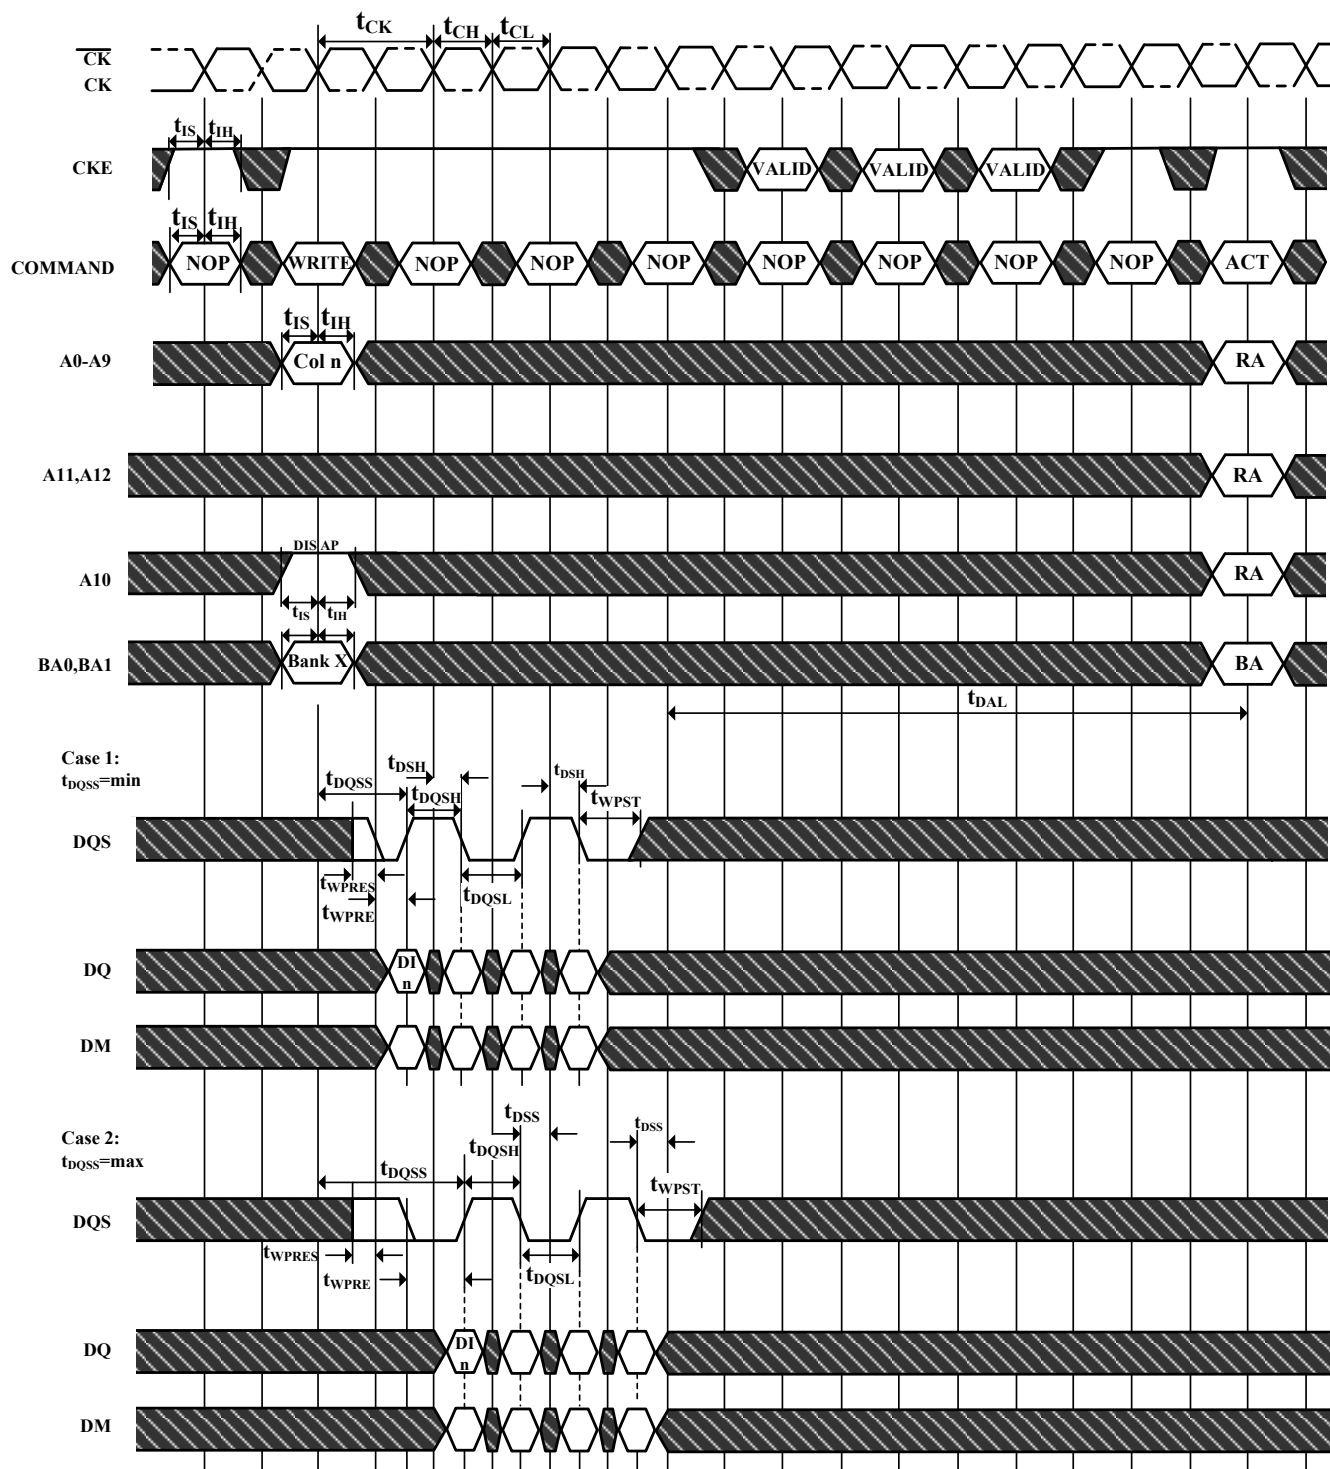 tCK tCH tCL
CK
CK
tIS tIH
CKE VALID VALID VALID
tIS tIH
COMMAND NOP WRITE NOP NOP NOP NOP NOP NOP NOP ACT
tIS tIH
A0-A9 Col n RA
A11,A12 RA
DIS AP
A10 RA
tIS tIH
BA0,BA1 Bank X BA
tDAL
Case 1:
tDQSS=min
tDSH tDSH
tDQSS tDQSH tWPST
DQS
tWPRES tDQSL
tWPRE
DQ DI
n
DM
tDSS tDSS
Case 2:
tDQSS=max
tDQSS tDQSH tWPST
DQS
tWPRES
tWPRE tDQSL
DQ DI
n
DM